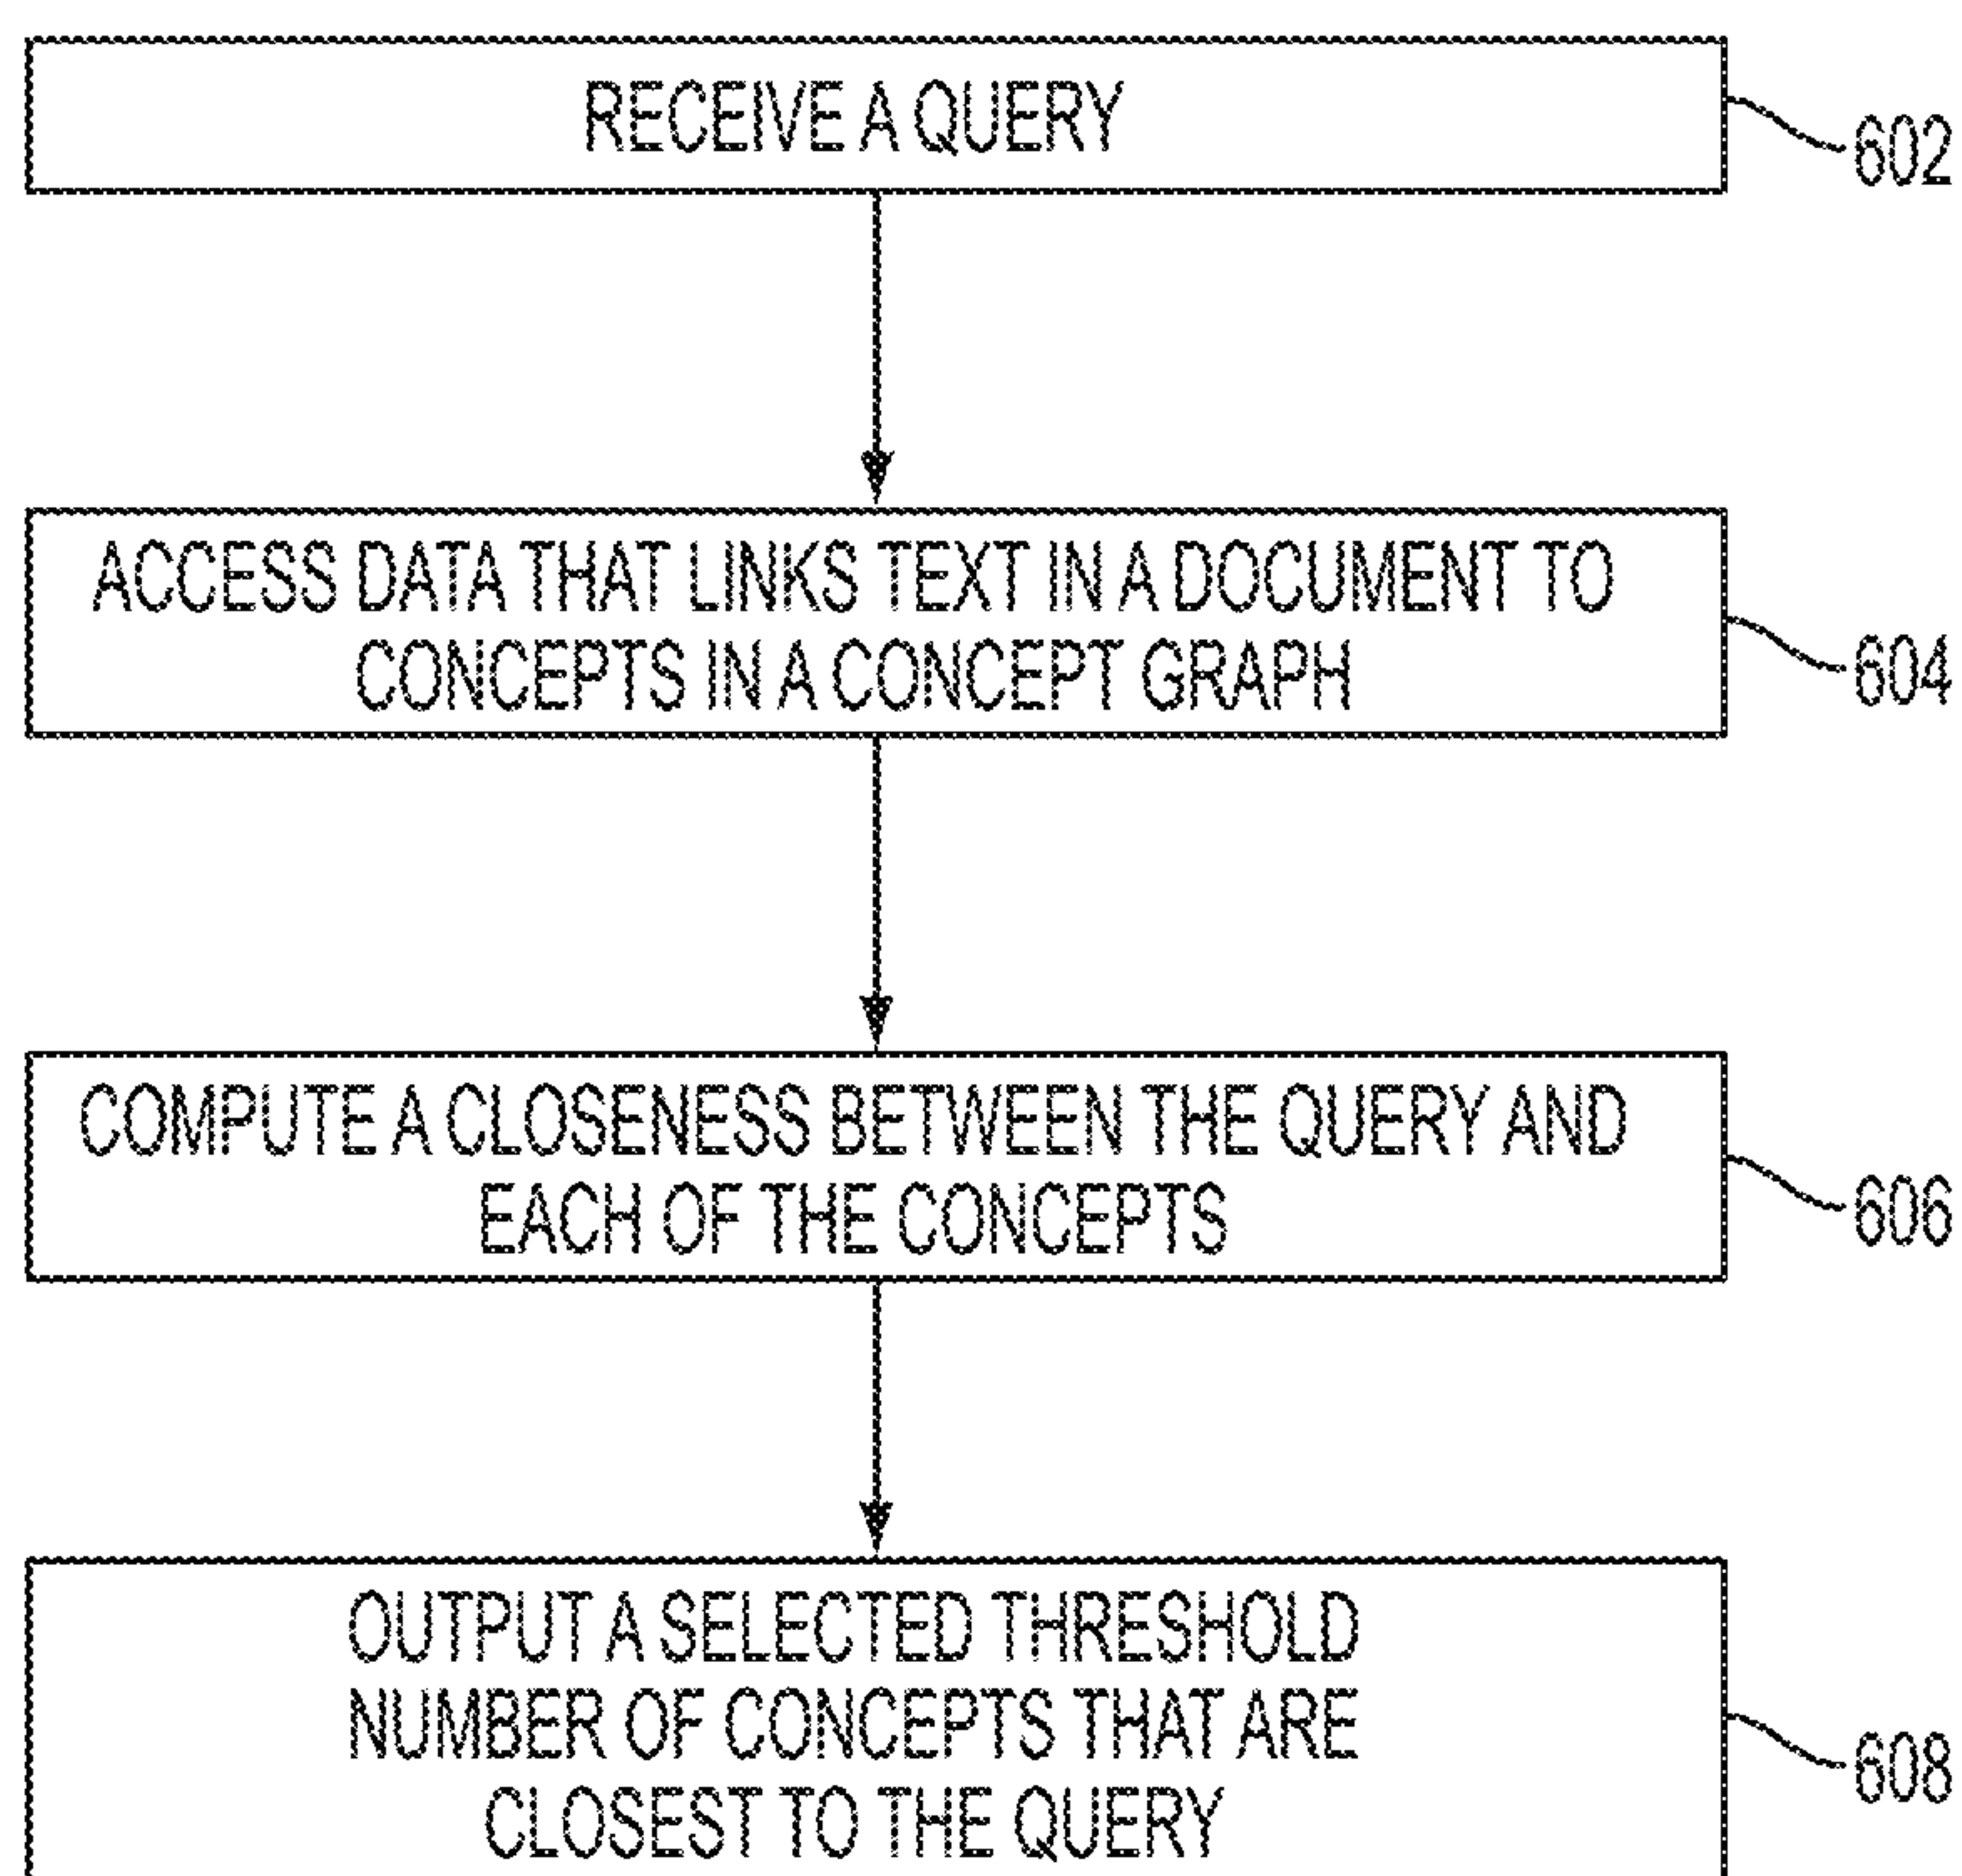 RECEIVE A QUERY
602
ACCESS DATA THAT LINKS TEXT IN A DOCUMENT TO
CONCEPTS IN A CONCEPT GRAPH
604
COMPUTE A CLOSENESS BETWEEN THE QUERY AND
EACH OF THE CONCEPTS
606
OUTPUT A SELECTED THRESHOLD
NUMBER OF CONCEPTS THAT ARE
CLOSEST TO THE QUERY
608